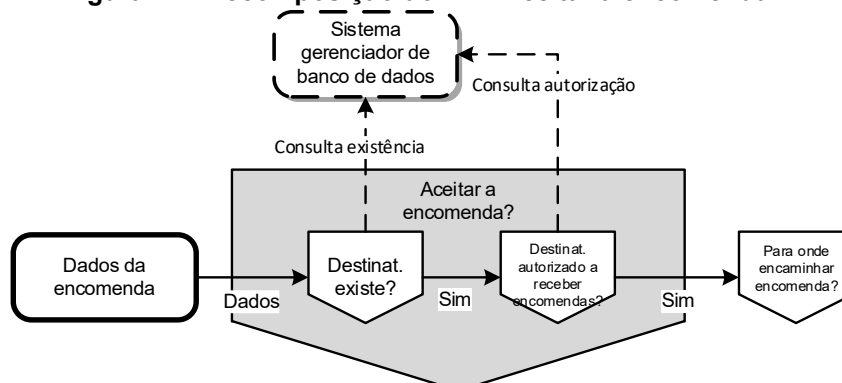 Sistema
gerenciador de
banco de dados
Consulta autorização
Consulta existência
Aceitar a
encomenda?
Dados da
encomenda
Dados
Destinat.
existe?
Sim
Destinat.
autorizado a
receber
encomendas?
Sim
Para onde
encaminhar
encomenda?